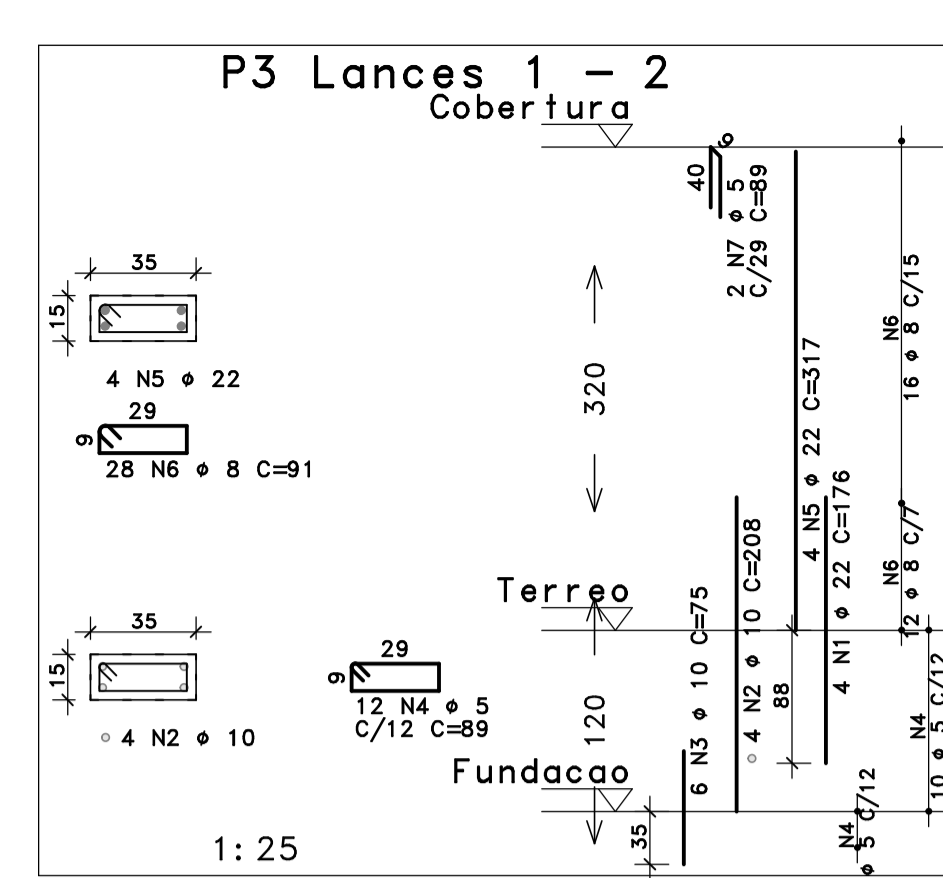 P3 Lances 1 - 2
Cobertura
6
40
2 N7 ø 5
C/29 C=89
35
15
4 N5 ø 22
29
9
28 N6 ø 8 C=91
320
4 N5 ø 22 C=317
N6
16 ø 8 C/15
N6
12 ø 8 C/7
Terreo
4 N1 ø 22 C=176
4 N2 ø 10 C=208
6 N3 ø 10 C=75
88
35
15
4 N2 ø 10
29
9
12 N4 ø 5
C/12 C=89
120
N4
10 ø 5 C/12
Fundacao
35
N4
ø 5 C/12
1:25